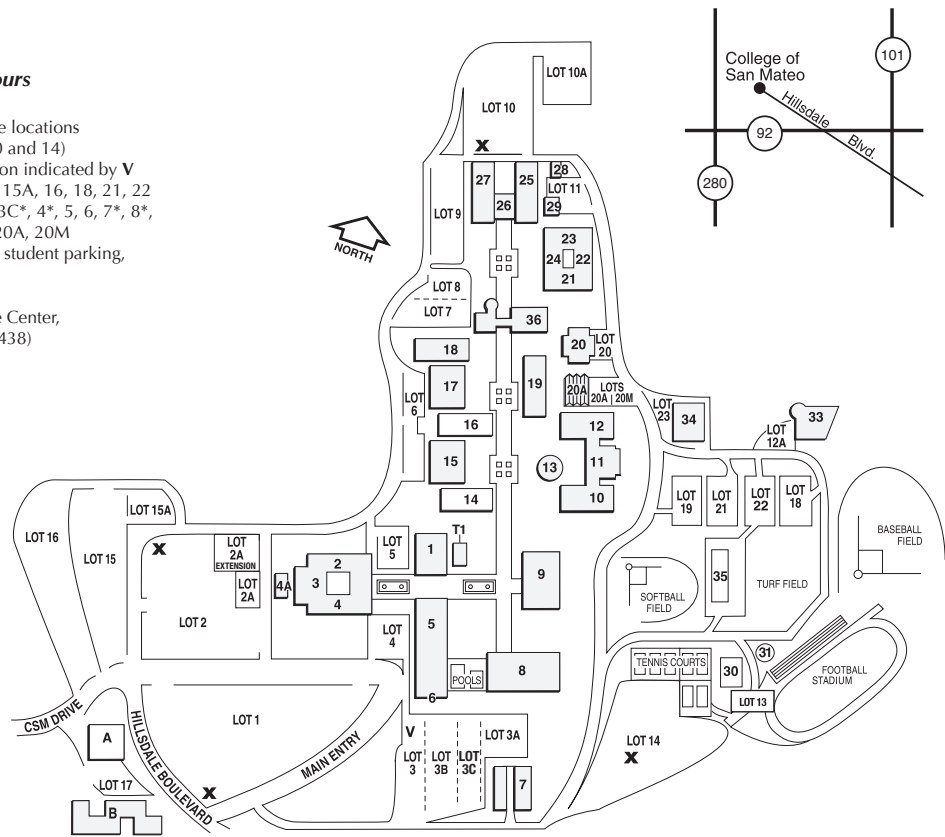 ours
e locations
0 and 14)
on indicated by V
15A, 16, 18, 21, 22
3C*, 4*, 5, 6, 7*, 8*,
20A, 20M
student parking,
e Center,
438)
College of
San Mateo
101
Hillsdale
Blvd.
92
280
NORTH
LOT 10A
LOT 10
X
27
25
26
28
LOT 11
29
LOT 9
23
24
22
21
LOT 8
LOT 7
36
18
20
LOT
20
17
19
20A
LOTS
20A
20M
LOT
6
16
12
LOT
23
34
33
LOT
12A
15
13
11
14
10
LOT
19
LOT
21
LOT
22
LOT
18
LOT 16
LOT 15
LOT 15A
X
LOT
2A
EXTENSION
LOT
2A
LOT
5
1
T1
2
3
4
4A
9
35
TURF FIELD
BASEBALL
FIELD
SOFTBALL
FIELD
LOT 2
LOT
4
5
6
POOLS
8
TENNIS COURTS
30
31
FOOTBALL
STADIUM
LOT 13
CSM DRIVE
HILLSDALE BOULEVARD
LOT 1
MAIN ENTRY
V
LOT
3
LOT
3B
LOT
3C
LOT 3A
LOT 14
X
A
LOT 17
B
X
7